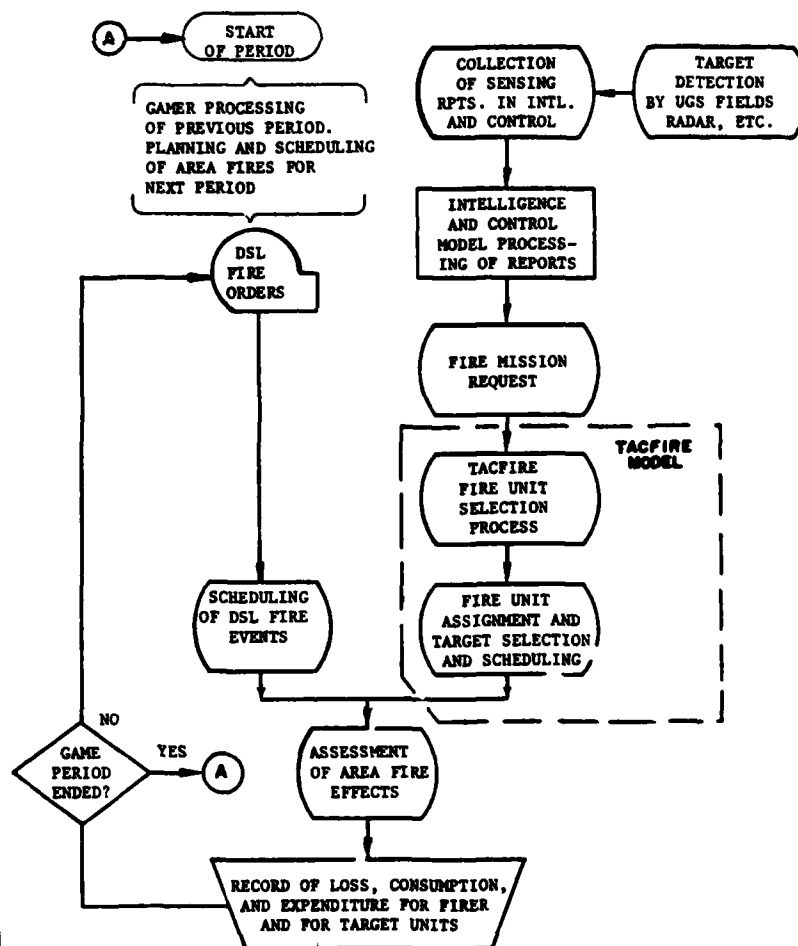 A
START
OF PERIOD
GAMER PROCESSING
OF PREVIOUS PERIOD.
PLANNING AND SCHEDULING
OF AREA FIRES FOR
NEXT PERIOD
DSL
FIRE
ORDERS
SCHEDULING
OF DSL FIRE
EVENTS
COLLECTION
OF SENSING
RPTS. IN INTL.
AND CONTROL
TARGET
DETECTION
BY UGS FIELDS
RADAR, ETC.
INTELLIGENCE
AND CONTROL
MODEL PROCESS-
ING OF REPORTS
FIRE MISSION
REQUEST
TACFIRE
MODEL
TACFIRE
FIRE UNIT
SELECTION
PROCESS
FIRE UNIT
ASSIGNMENT AND
TARGET SELECTION
AND SCHEDULING
ASSESSMENT
OF AREA FIRE
EFFECTS
NO
GAME
PERIOD
ENDED?
YES
A
RECORD OF LOSS, CONSUMPTION,
AND EXPENDITURE FOR FIRER
AND FOR TARGET UNITS